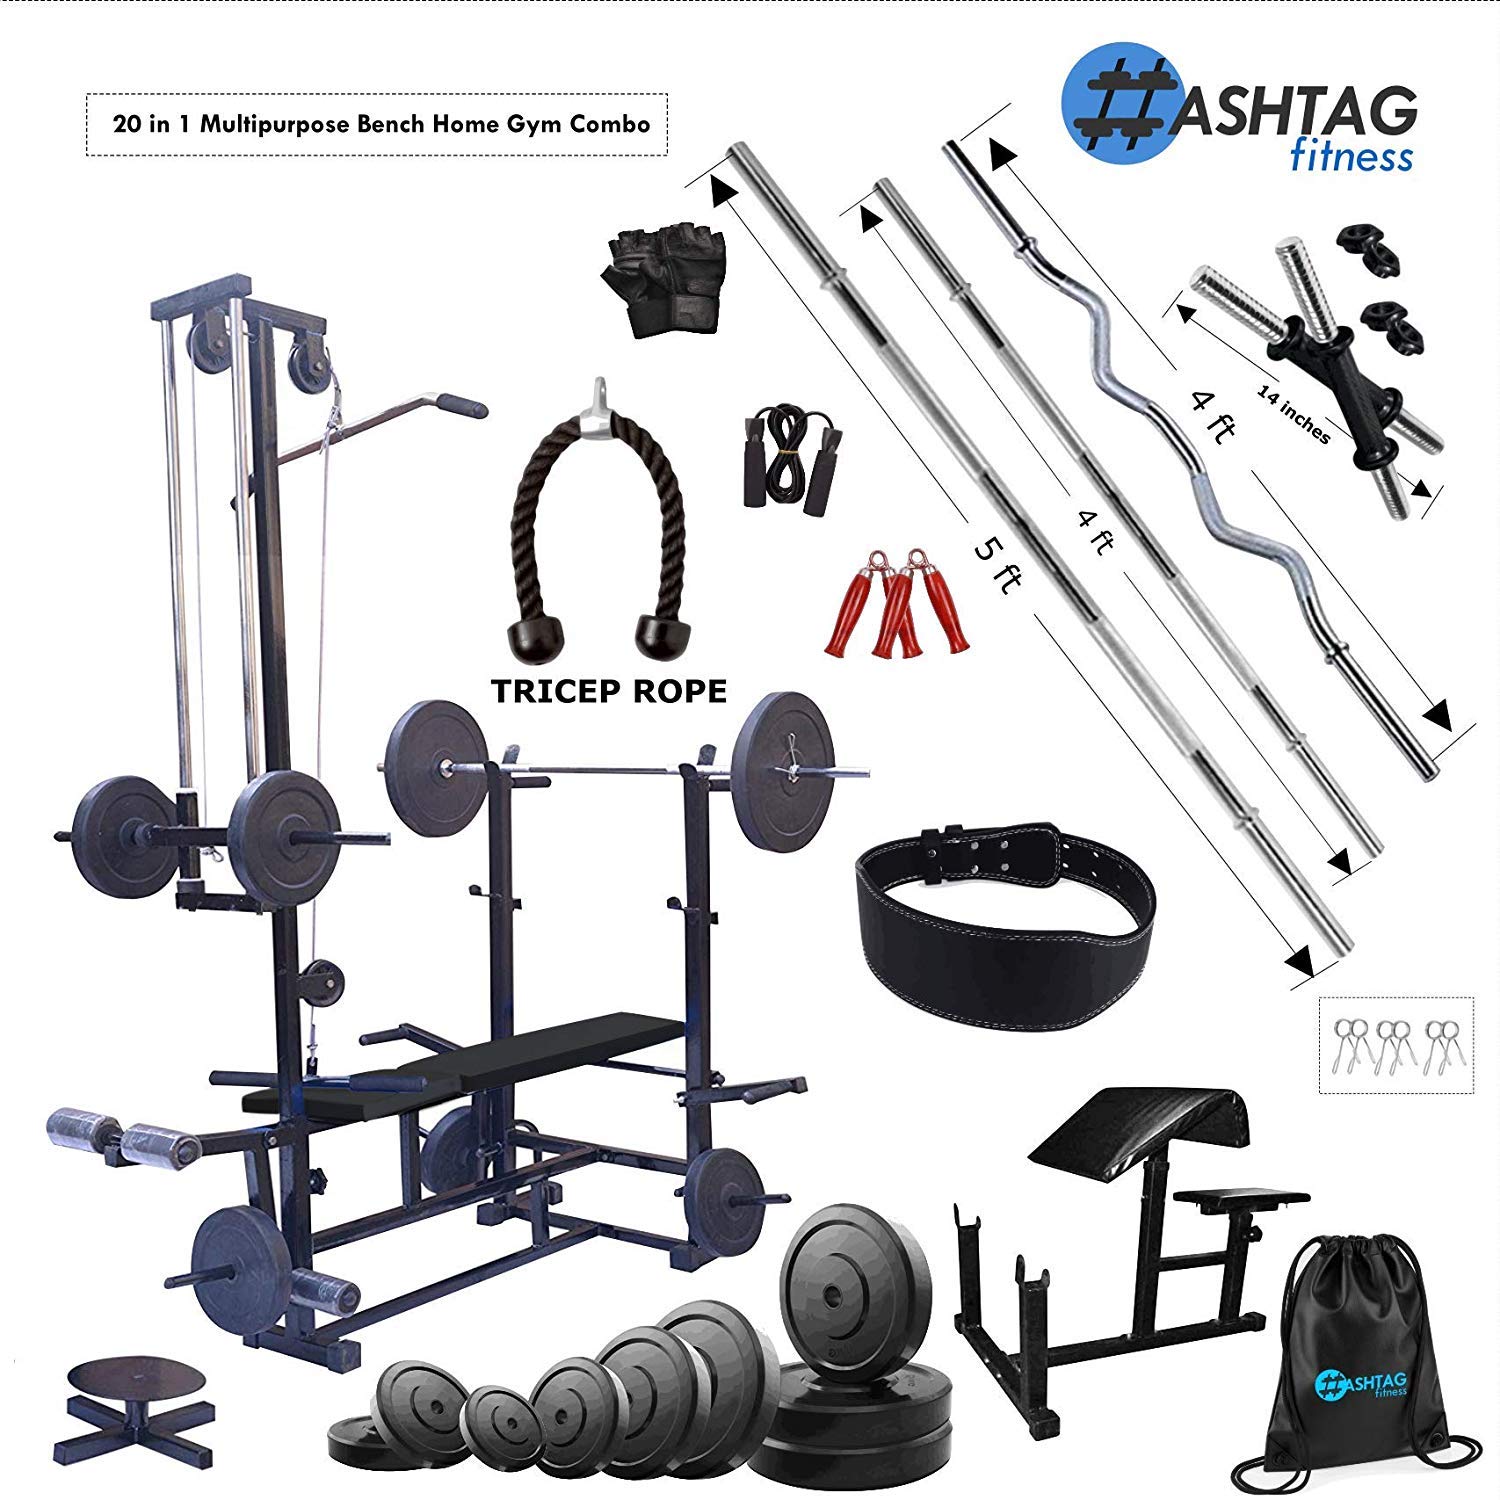 20 in 1 Multipurpose Bench Home Gym Combo
#ASHTAG
fitness
14 inches
4 ft
4 ft
5 ft
TRICEP ROPE
#ASHTAG
fitness